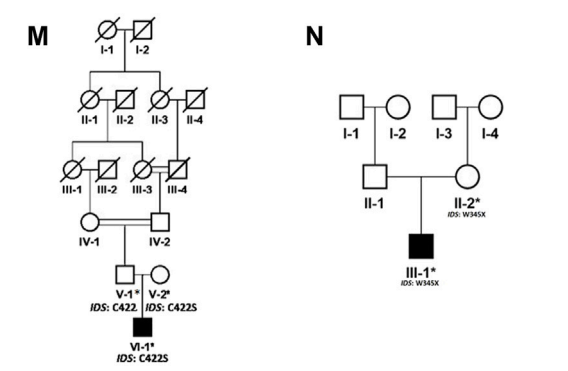 M
I-1 I-2
II-1 II-2 II-3 II-4
III-1 III-2 III-3 III-4
IV-1 IV-2
V-1* V-2*
IDS: C422 IDS: C422S
VI-1*
IDS: C422S
N
I-1 I-2 I-3 I-4
II-1 II-2*
IDS: W345X
III-1*
IDS: W345X